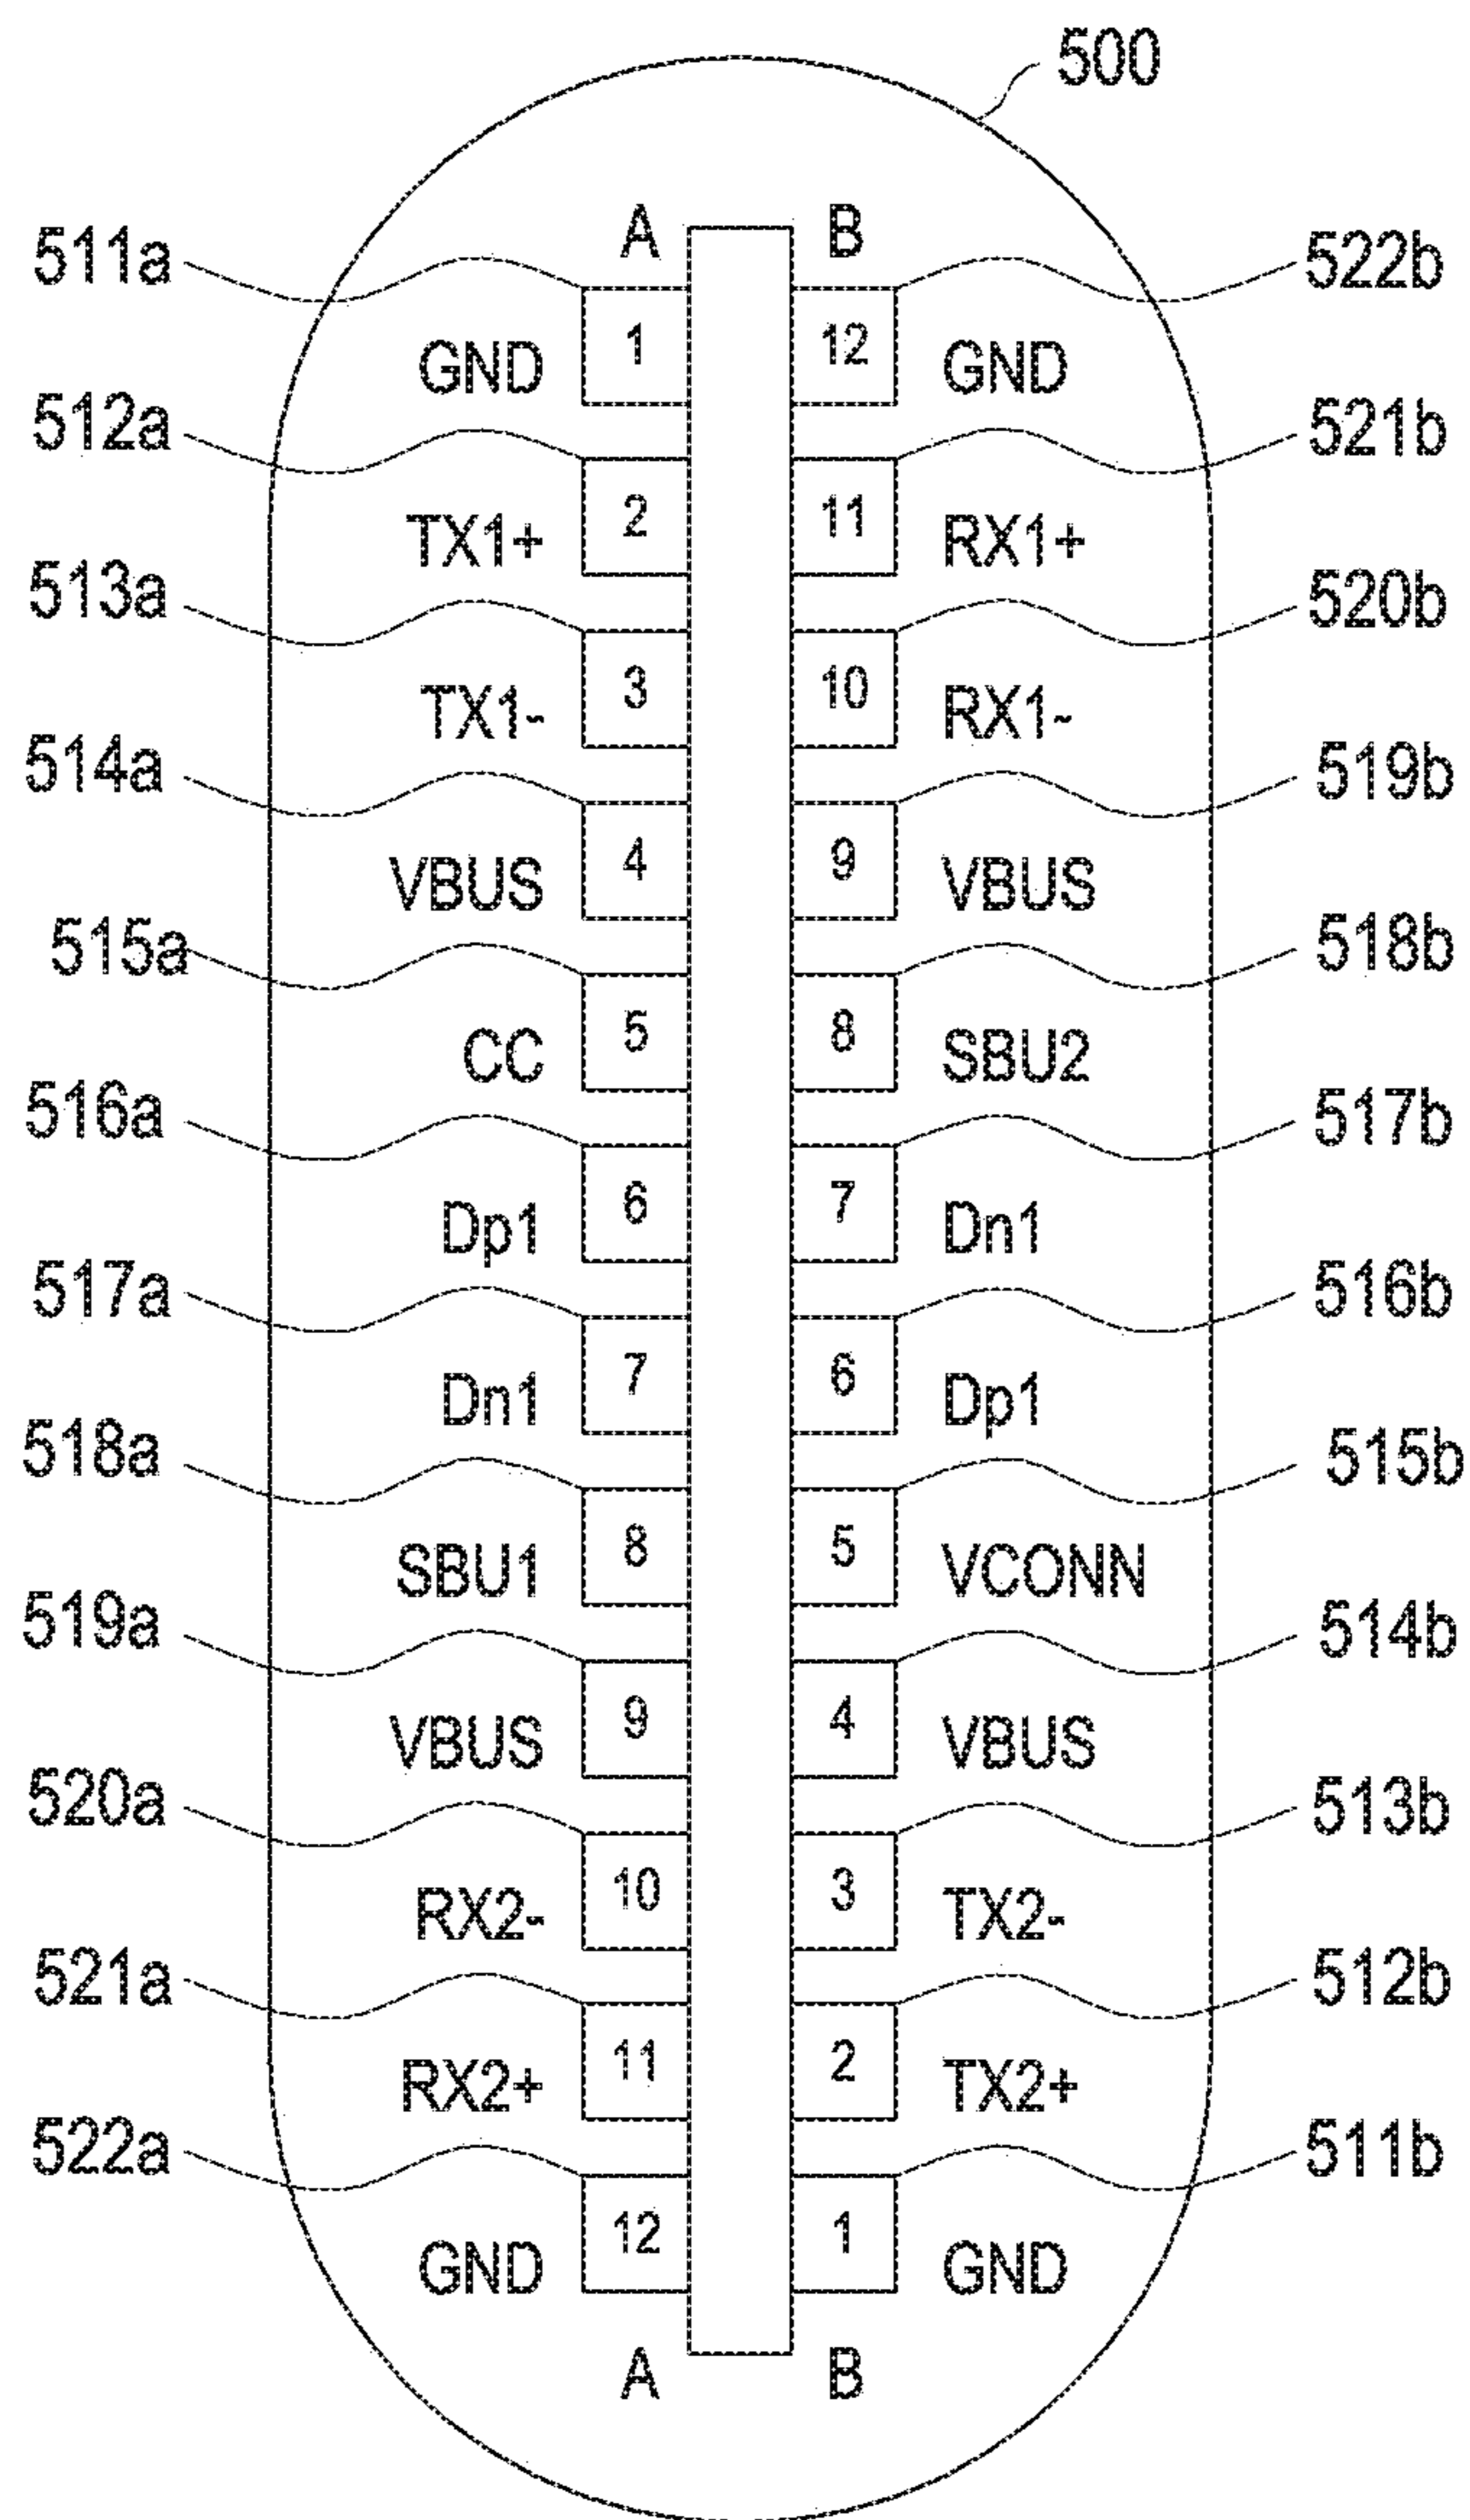 500
A B
511a 1 12 522b
GND GND
512a 2 11 521b
TX1+ RX1+
513a 3 10 520b
TX1- RX1-
514a 4 9 519b
VBUS VBUS
515a 5 8 518b
CC SBU2
516a 6 7 517b
Dp1 Dn1
517a 7 6 516b
Dn1 Dp1
518a 8 5 515b
SBU1 VCONN
519a 9 4 514b
VBUS VBUS
520a 10 3 513b
RX2- TX2-
521a 11 2 512b
RX2+ TX2+
522a 12 1 511b
GND GND
A B